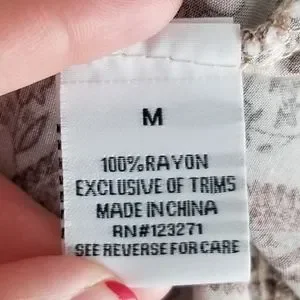 M
100% RAYON
EXCLUSIVE OF TRIMS
MADE IN CHINA
RN#123271
SEE REVERSE FOR CARE